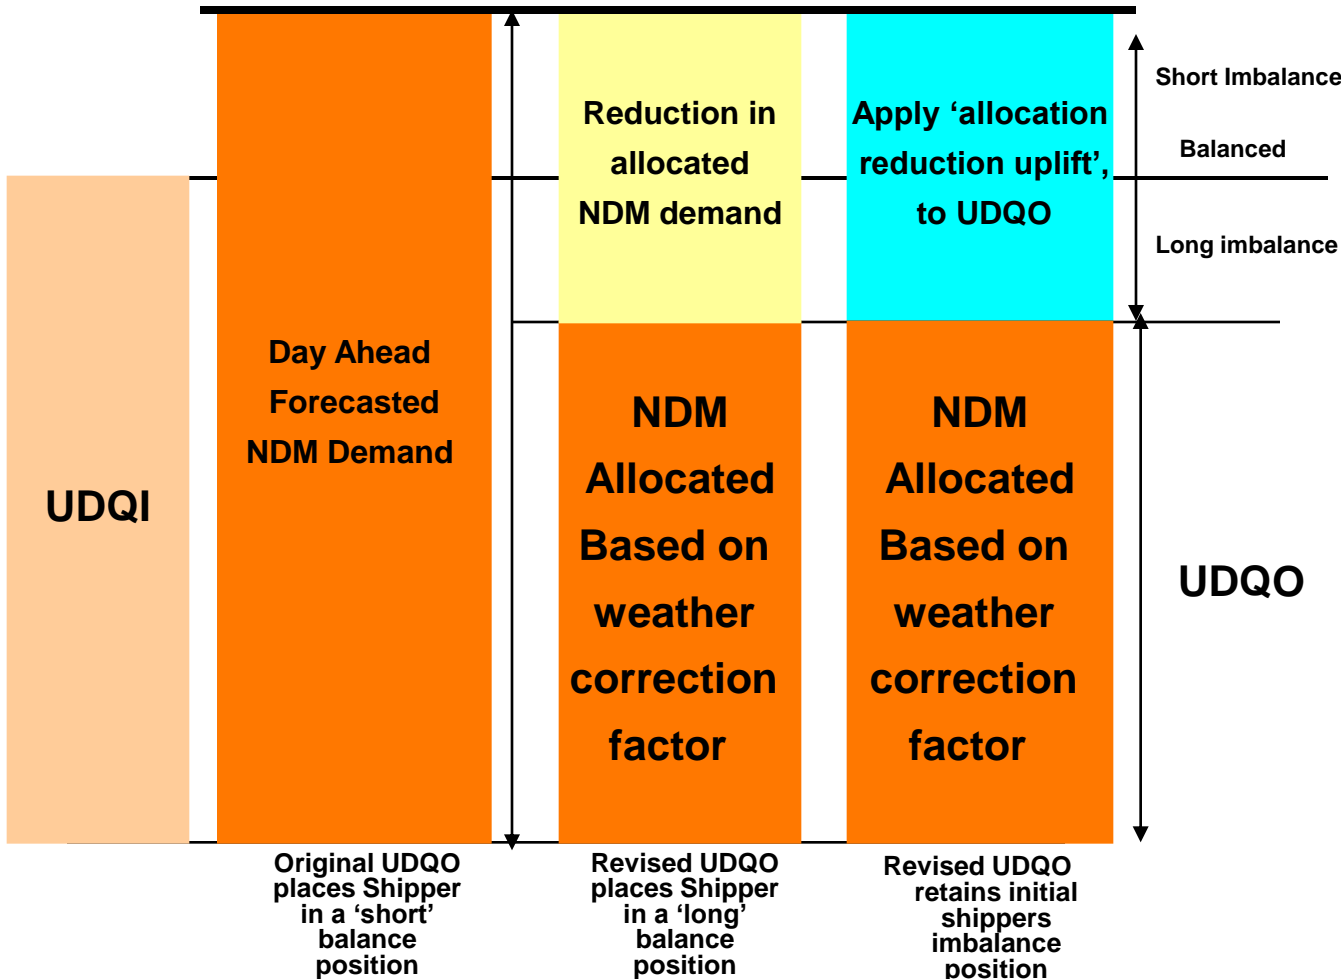 UDQI
Day Ahead
Forecasted
NDM Demand
Reduction in
allocated
NDM demand
Apply ‘allocation
reduction uplift’,
to UDQO
Short Imbalance
Balanced
Long imbalance
NDM
Allocated
Based on
weather
correction
factor
NDM
Allocated
Based on
weather
correction
factor
UDQO
Original UDQO
places Shipper
in a ‘short’
balance
position
Revised UDQO
places Shipper
in a ‘long’
balance
position
Revised UDQO
retains initial
shippers
imbalance
position